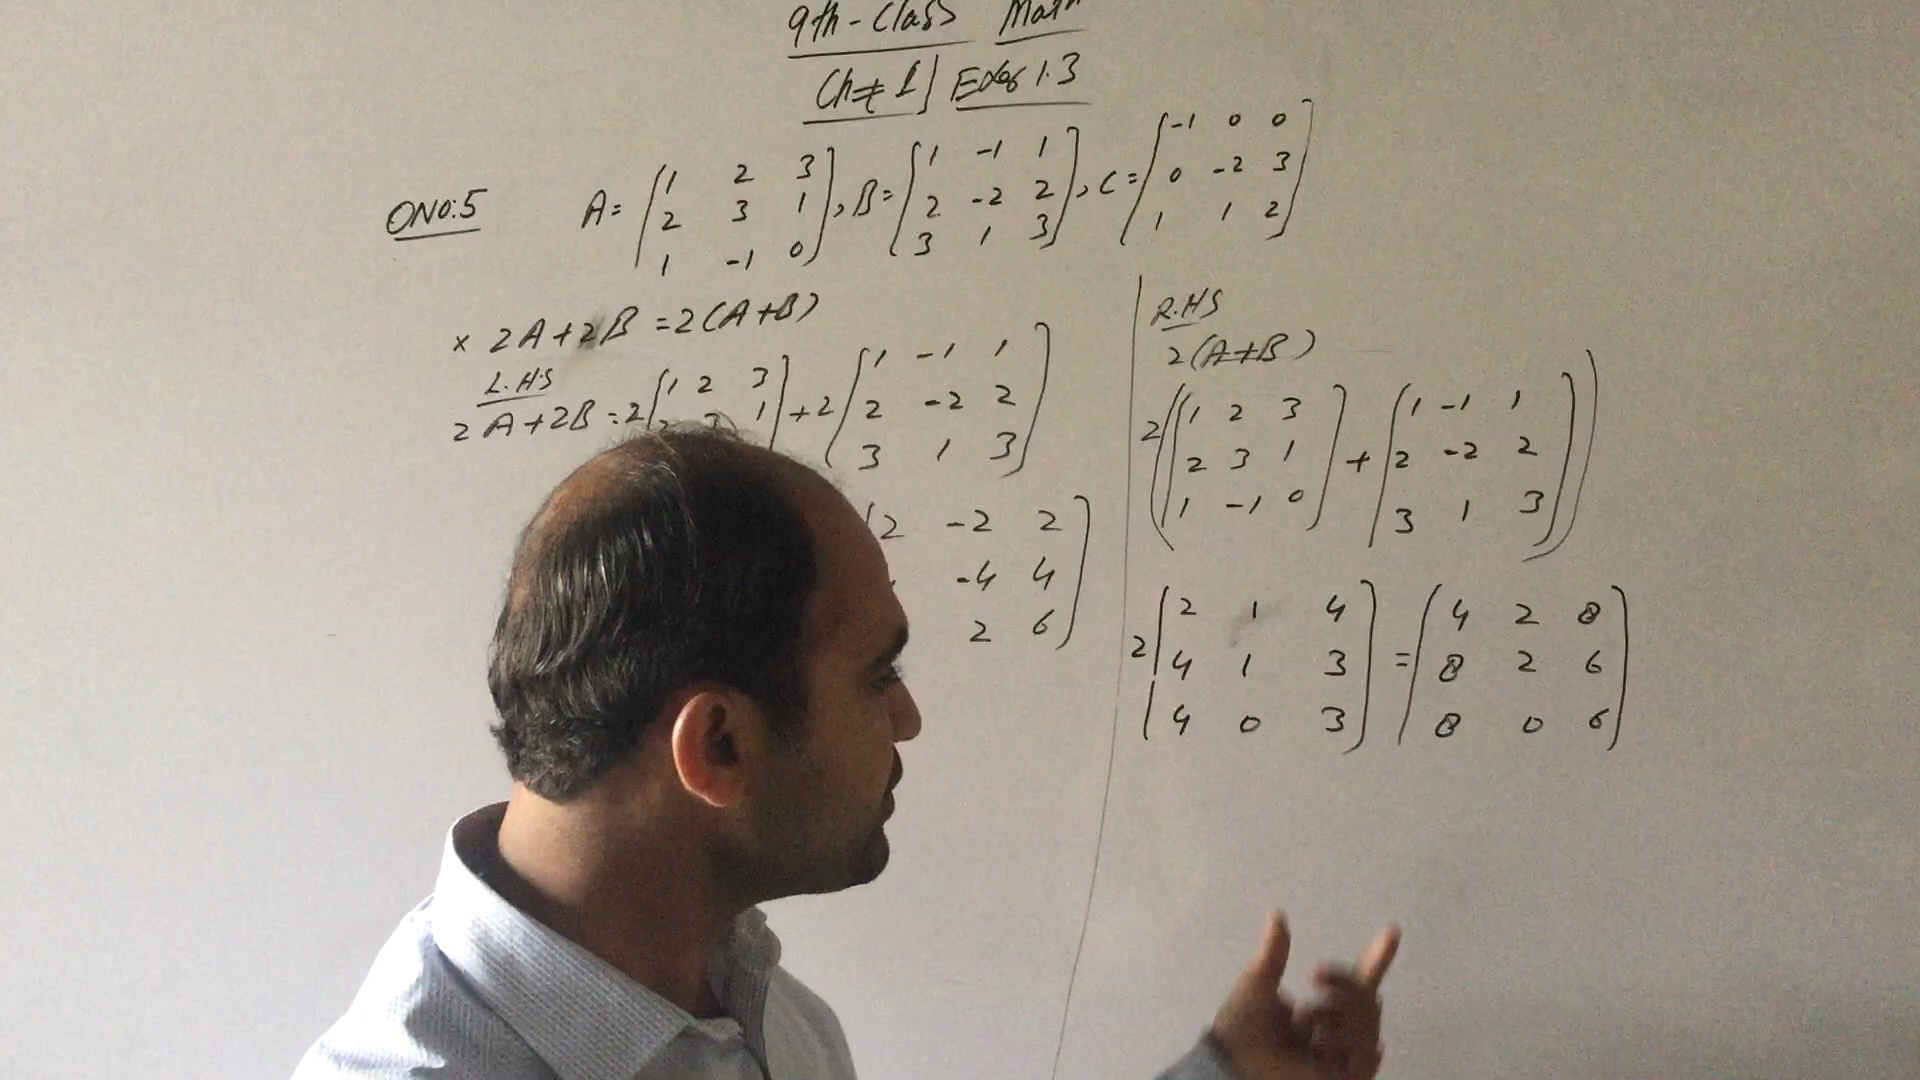 9th-Class Math
Ch # 1 Exer 1.3
QNO:5 A = [1 2 3 , B = [1 -1 1 , C = [-1 0 0
2 3 1 2 -2 2 0 -2 3
1 -1 0] 3 1 3] 1 1 2]
x 2A+2B = 2(A+B)
L.H.S
2A+2B = 2[1 2 3 + 2[1 -1 1
1] 2 -2 2
3 1 3]
[2 -2 2
-4 4
2 6]
R.H.S
2(A+B)
2([1 2 3 + [1 -1 1
2 3 1 2 -2 2
1 -1 0] 3 1 3])
2[2 1 4 = [4 2 8
4 1 3 8 2 6
4 0 3] 8 0 6]